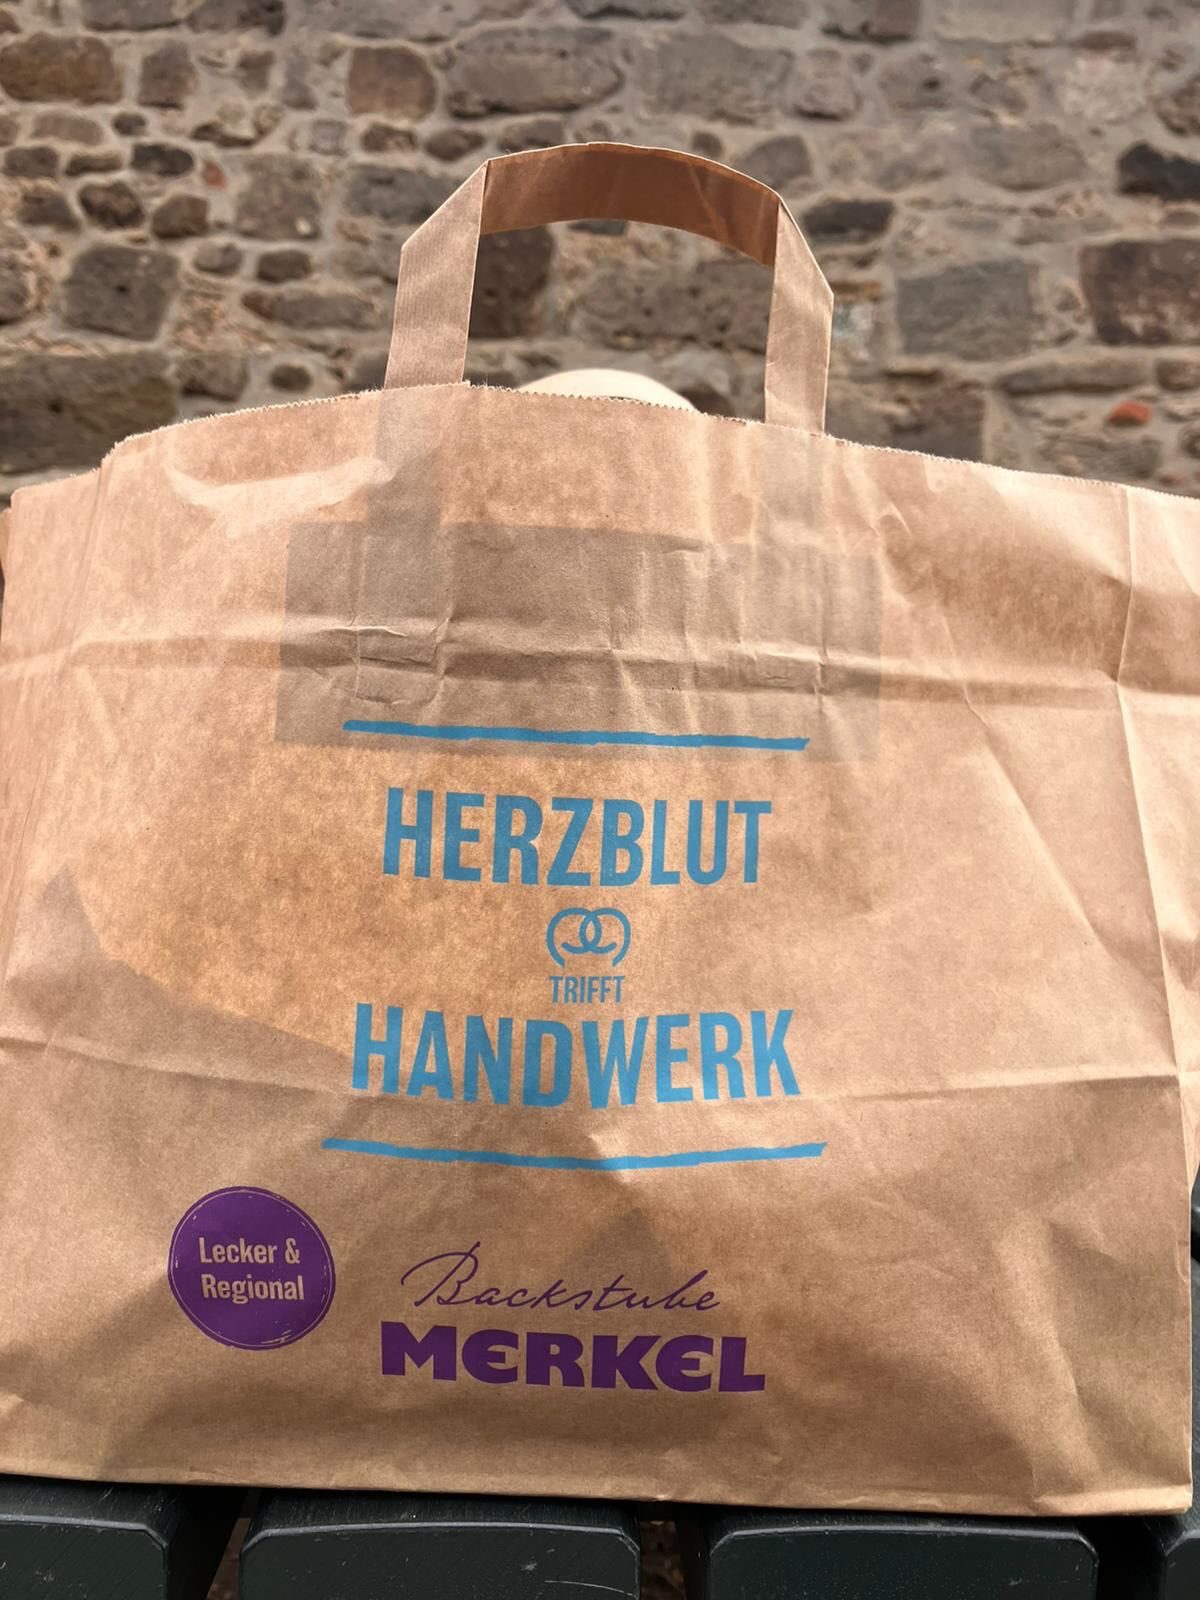 HERZBLUT
TRIFFT
HANDWERK
Lecker &
Regional
Backstube
MERKEL